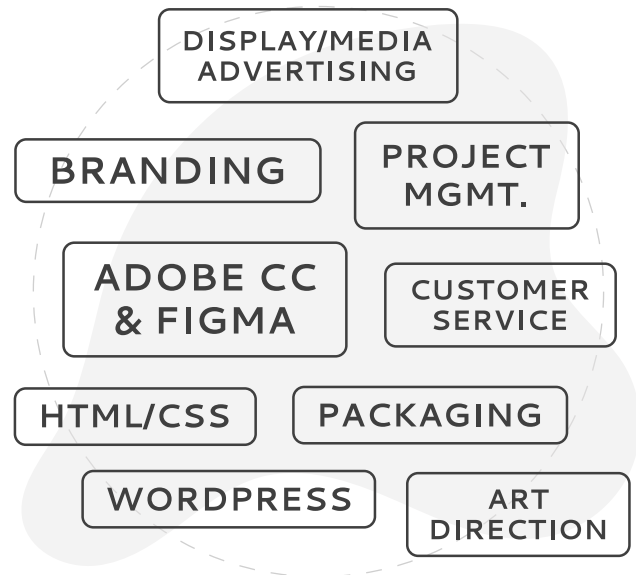 DISPLAY/MEDIA
ADVERTISING
BRANDING
PROJECT
MGMT.
ADOBE CC
& FIGMA
CUSTOMER
SERVICE
HTML/CSS
PACKAGING
WORDPRESS
ART
DIRECTION